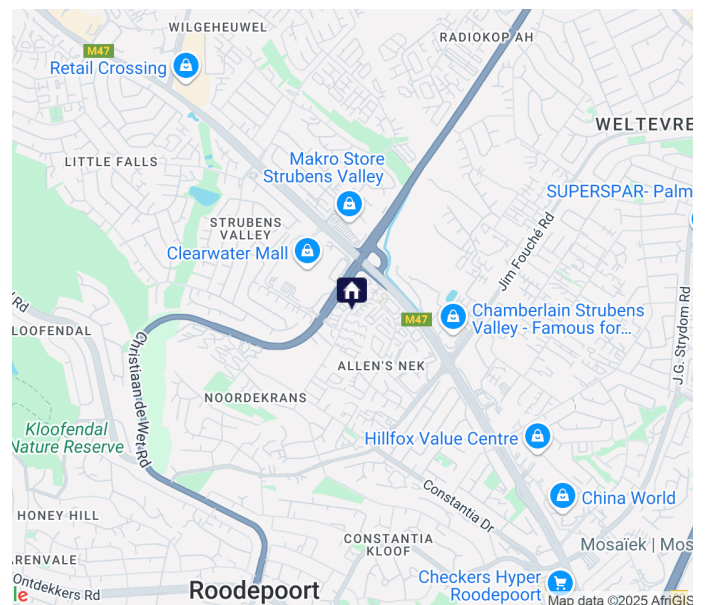 WILGEHEUWEL
RADIOKOP AH
M47
Retail Crossing
WELTEVRE
LITTLE FALLS
Makro Store
Strubens Valley
SUPERSPAR- Palm
STRUBENS
VALLEY
Clearwater Mall
Jim Fouché Rd
Rd
Chamberlain Strubens
Valley - Famous for...
M47
LOOFENDAL
J.G. Strydom Rd
Christiaan de Wet Rd
ALLEN'S NEK
NOORDEKRANS
Kloofendal
Nature Reserve
Hillfox Value Centre
China World
Constantia Dr
HONEY HILL
CONSTANTIA
KLOOF
Mosaïek | Mos
ARENVALE
Ontdekkers Rd
Roodepoort
Checkers Hyper
Roodepoort
le
Map data ©2025 AfriGIS